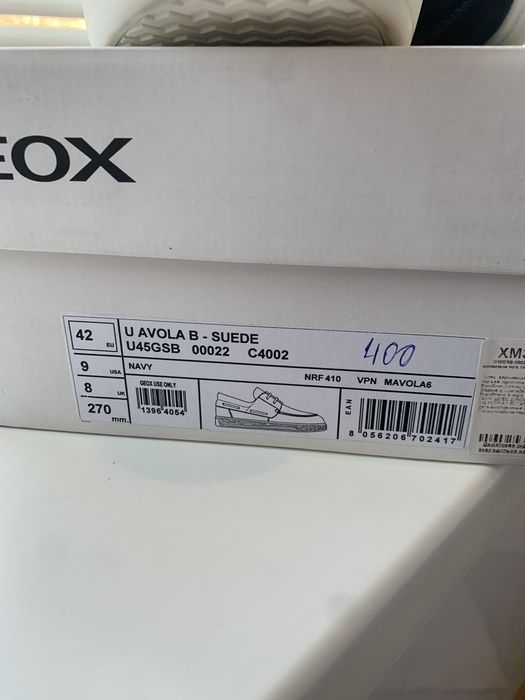 EOX
42 EU
U AVOLA B - SUEDE
U45GSB 00022 C4002
400
9 USA
NAVY
NRF 410 VPN MAVOLA6
8 UK
GEOX USE ONLY
1396 4054
270 mm.
EAN
8 056206 702417